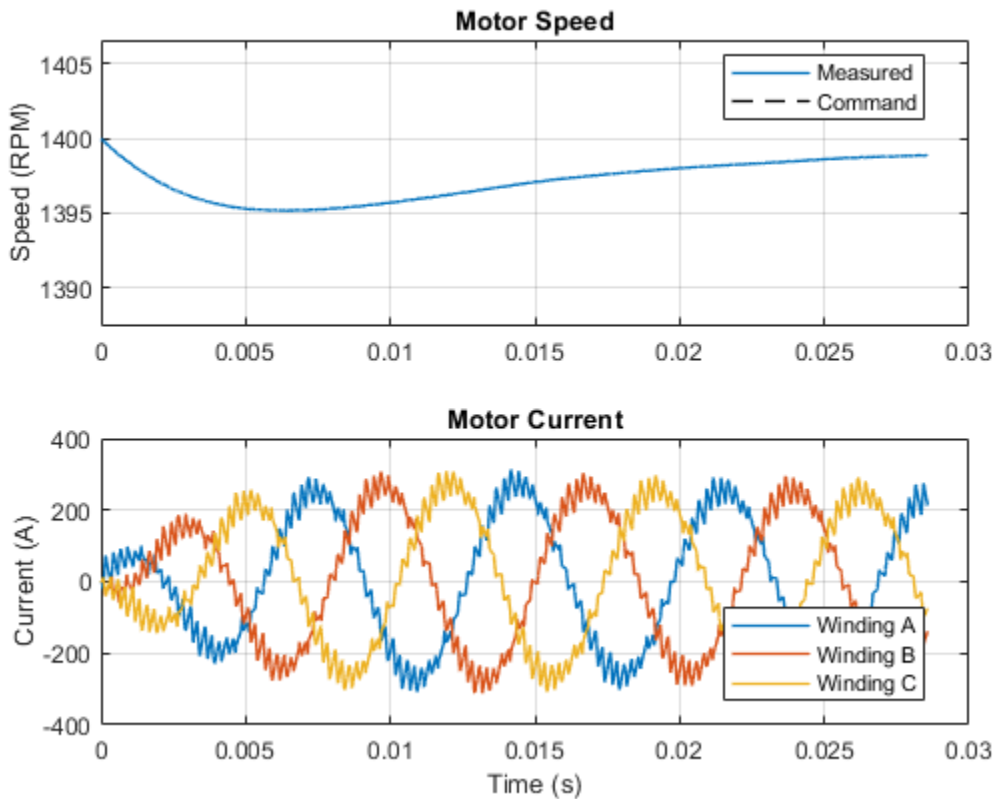 Motor Speed
1405
1400
1395
1390
Speed (RPM)
Measured
Command
0 0.005 0.01 0.015 0.02 0.025 0.03
Motor Current
400
200
0
-200
-400
Current (A)
Winding A
Winding B
Winding C
0 0.005 0.01 0.015 0.02 0.025 0.03
Time (s)